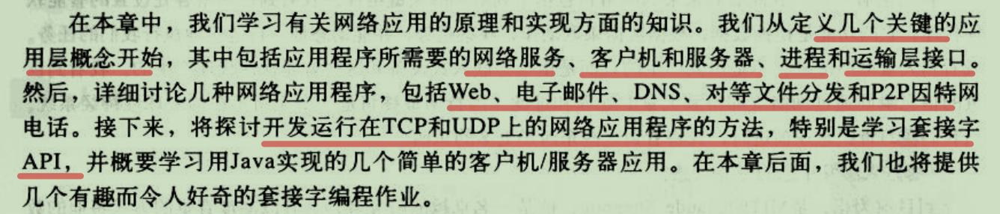 在本章中，我们学习有关网络应用的原理和实现方面的知识。我们从定义几个关键的应
用层概念开始，其中包括应用程序所需要的网络服务、客户机和服务器、进程和运输层接口。
然后，详细讨论几种网络应用程序，包括Web、电子邮件、DNS、对等文件分发和P2P因特网
电话。接下来，将探讨开发运行在TCP和UDP上的网络应用程序的方法，特别是学习套接字
API，并概要学习用Java实现的几个简单的客户机/服务器应用。在本章后面，我们也将提供
几个有趣而令人好奇的套接字编程作业。